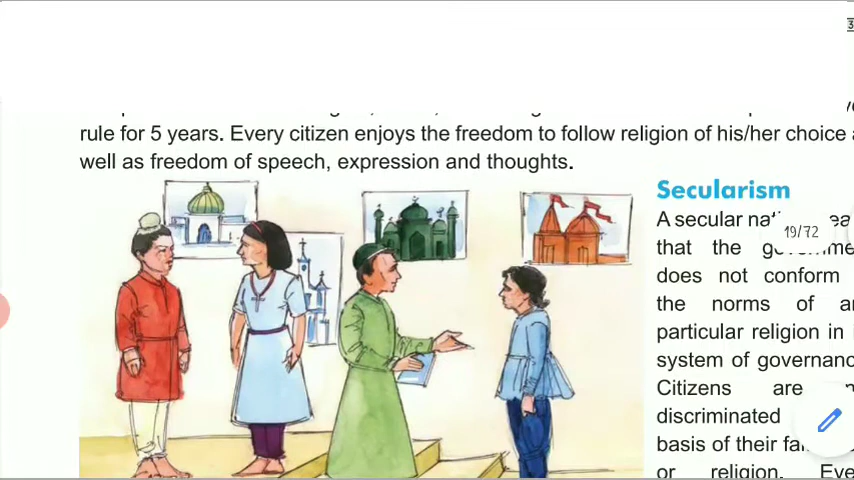 rule for 5 years. Every citizen enjoys the freedom to follow religion of his/her choice
well as freedom of speech, expression and thoughts.
Secularism
A secular
19/72
that the
does not conform
the norms of
particular religion in
system of
Citizens are
discriminated
basis of their
or religion.